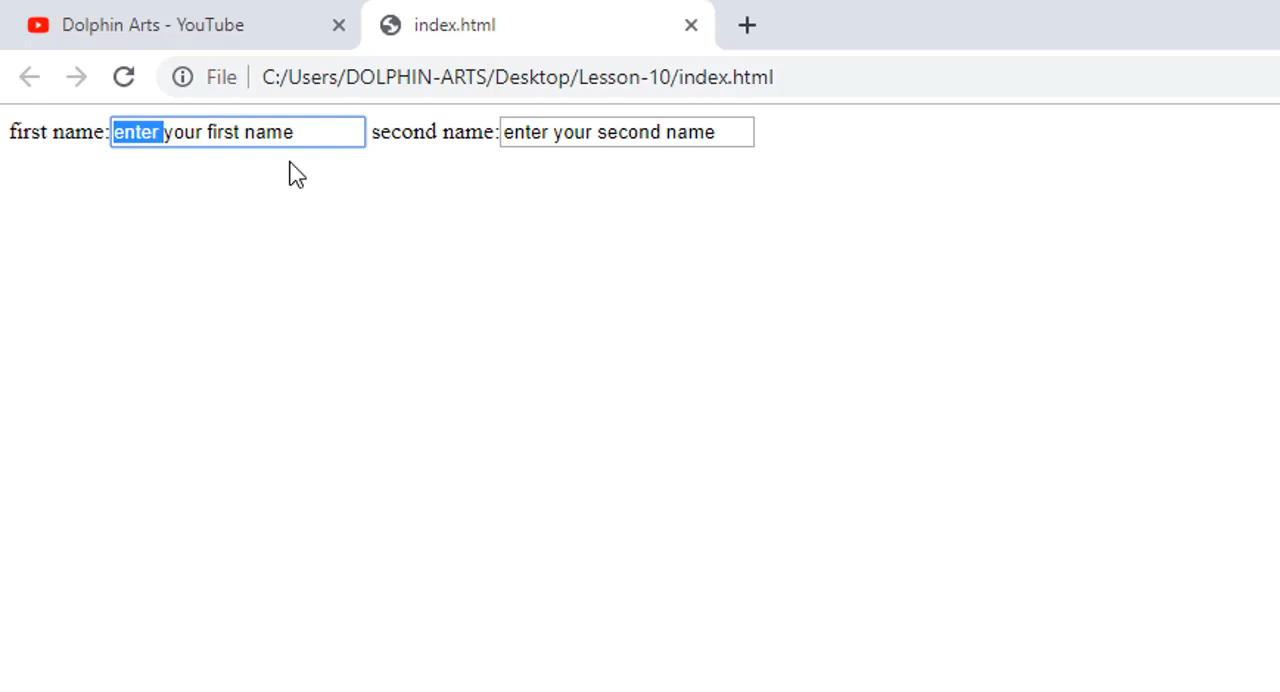 Dolphin Arts - YouTube
index.html
File C:/Users/DOLPHIN-ARTS/Desktop/Lesson-10/index.html
first name: enter your first name second name: enter your second name